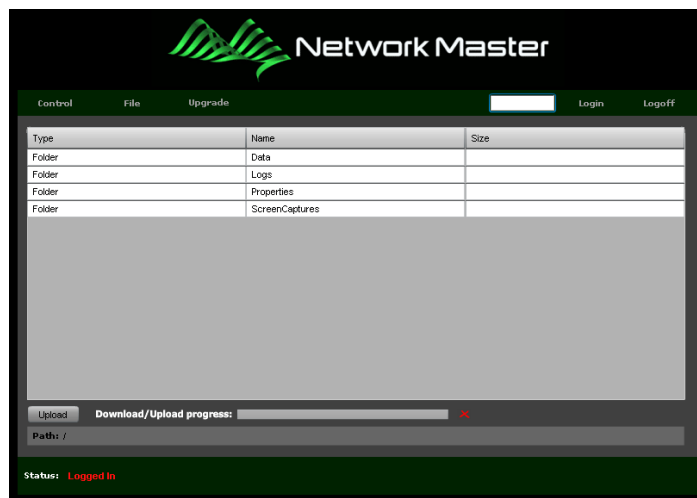 Network Master
Control File Upgrade Login Logoff
Type Name Size
Folder Data
Folder Logs
Folder Properties
Folder ScreenCaptures
Upload Download/Upload progress: X
Path: /
Status: Logged In